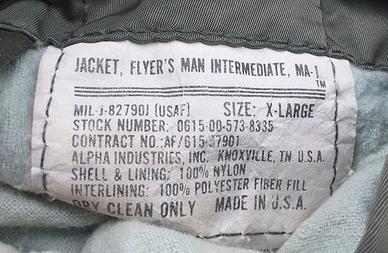 JACKET, FLYER'S MAN INTERMEDIATE, MA-1
TM
MIL-J-82790J (USAF) SIZE: X-LARGE
STOCK NUMBER: 0615-00-573-8335
CONTRACT NO.: AF/615-37901
ALPHA INDUSTRIES, INC. KNOXVILLE, TN. U.S.A.
SHELL & LINING: 100% NYLON
INTERLINING: 100% POLYESTER FIBER FILL
DRY CLEAN ONLY MADE IN U.S.A.